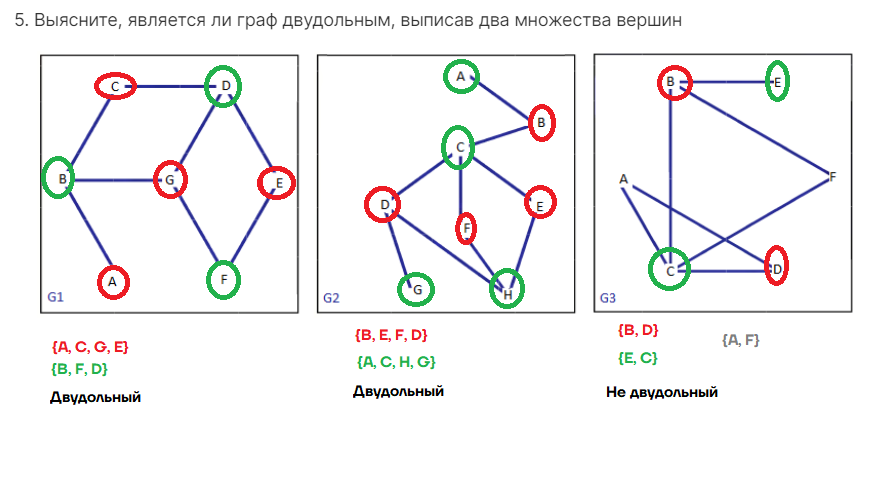 5. Выясните, является ли граф двудольным, выписав два множества вершин
C
D
B
G
E
A
F
G1
A
B
C
D
E
F
G
H
G2
B
E
A
F
C
D
G3
{A, C, G, E}
{B, F, D}
Двудольный
{B, E, F, D}
{A, C, H, G}
Двудольный
{B, D}
{A, F}
{E, C}
Не двудольный